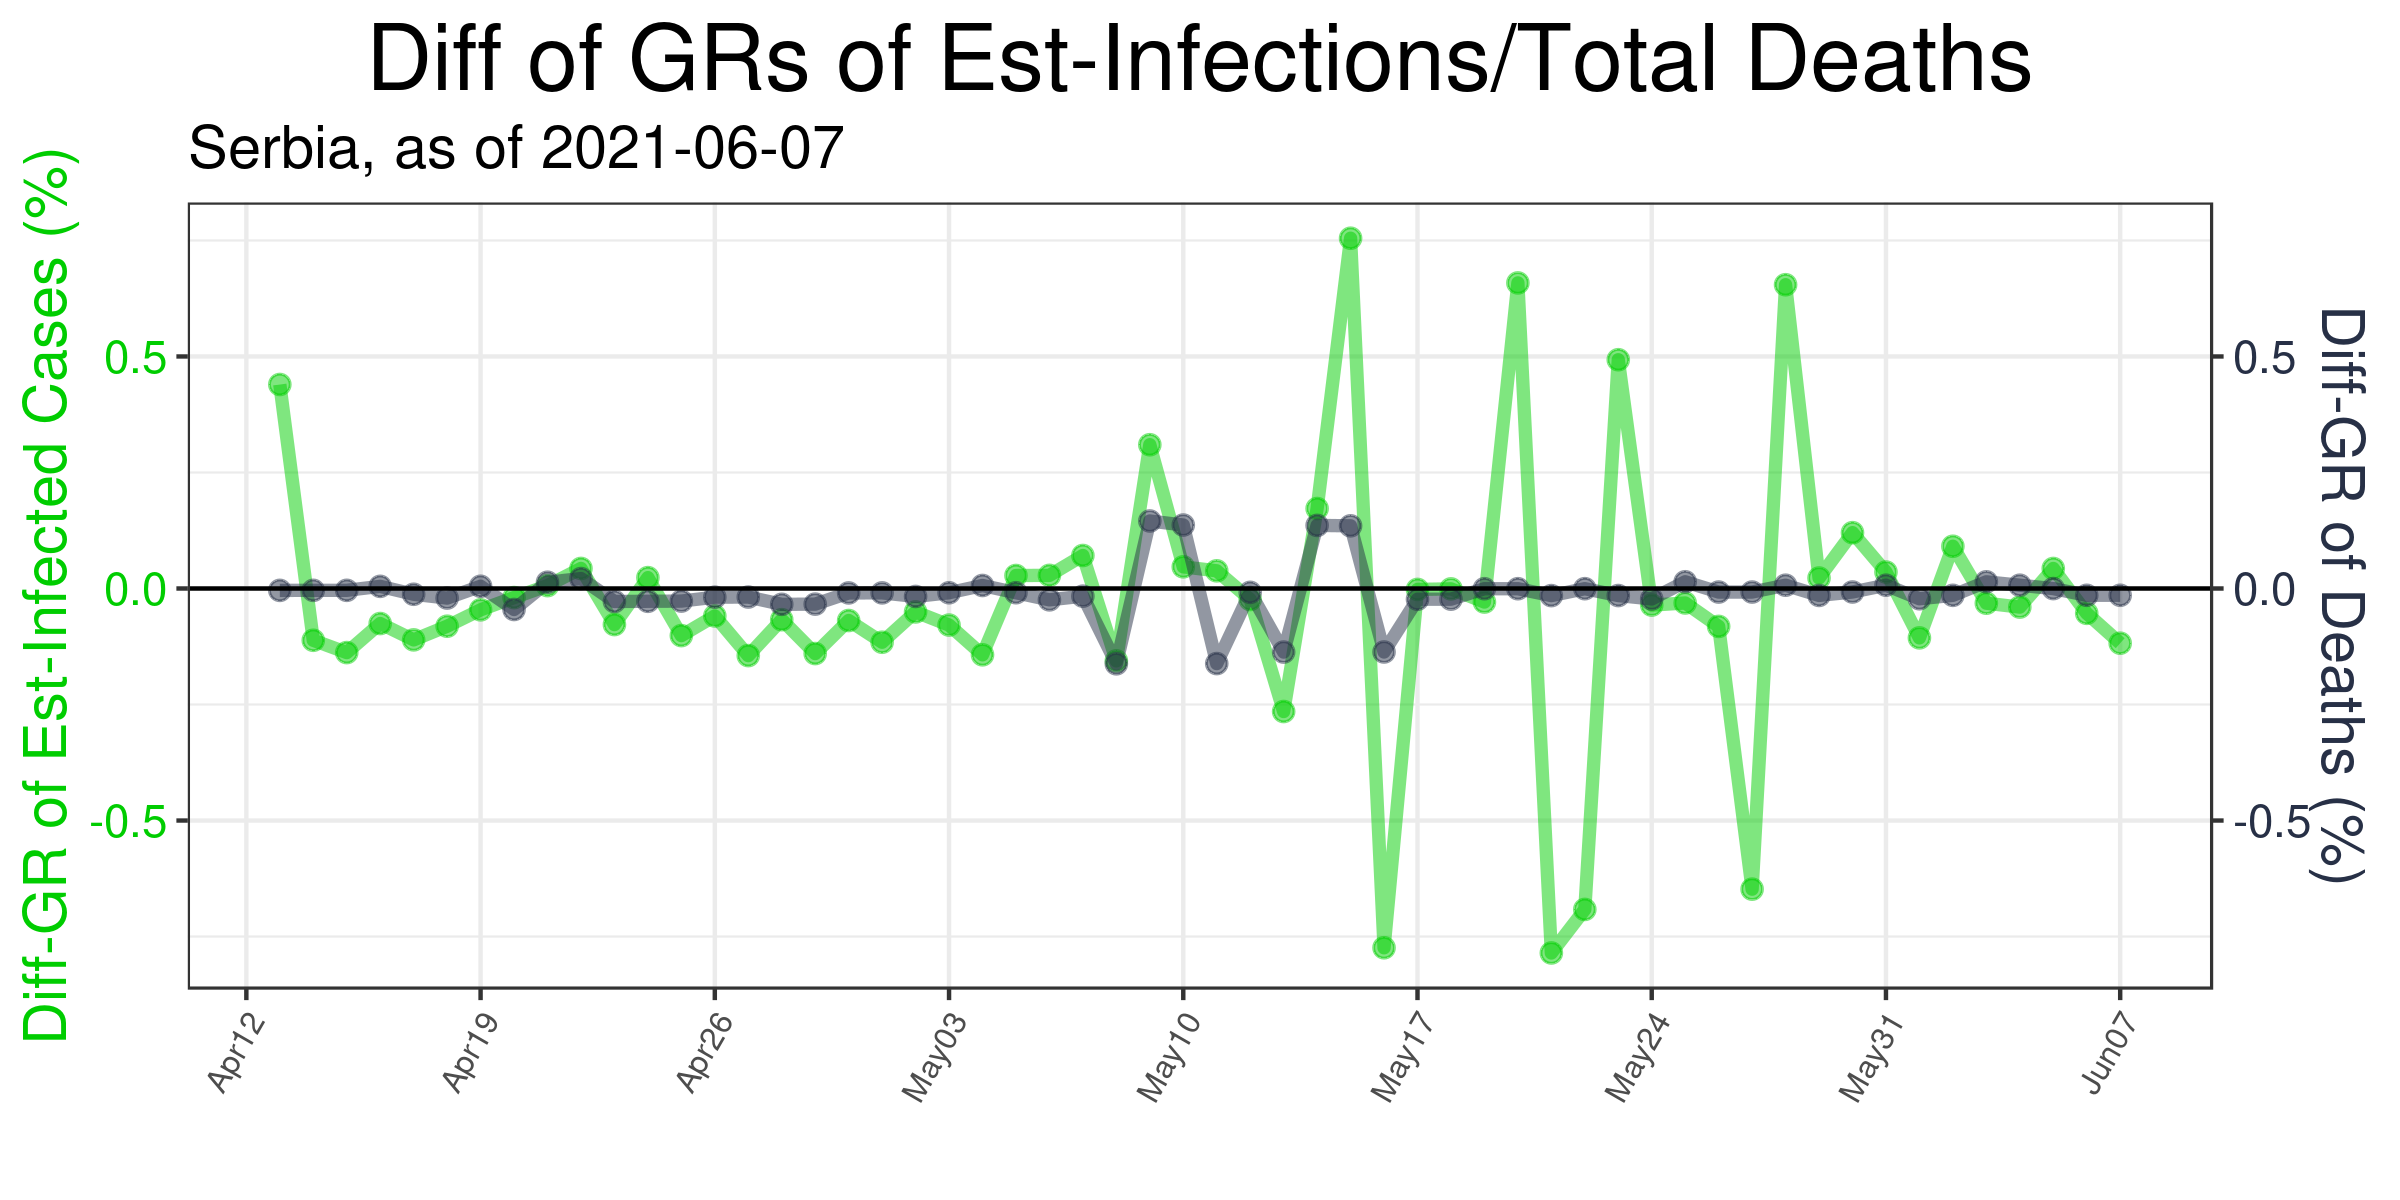 Diff of GRs of Est-Infections/Total Deaths
Serbia, as of 2021-06-07
Diff-GR of Est-Infected Cases (%)
0.5
0.0
-0.5
0.5
0.0
-0.5
Diff-GR of Deaths (%)
Apr12
Apr19
Apr26
May03
May10
May17
May24
May31
Jun07